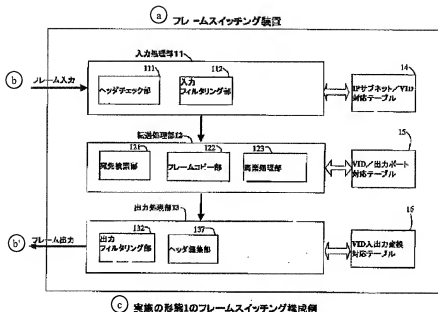 a フレームスイッチング装置
入力処理部11
b フレーム入力
111
ヘッダチェック部
112
入力
フィルタリング部
14
IPサブネット/VID
対応テーブル
転送処理部12
121
宛先検索部
122
フレームコピー部
123
廃棄処理部
15
VID/出力ポート
対応テーブル
出力処理部13
b' フレーム出力
132
出力
フィルタリング部
137
ヘッダ編集部
16
VID入出力変換
対応テーブル
c 実施の形態1のフレームスイッチング構成例